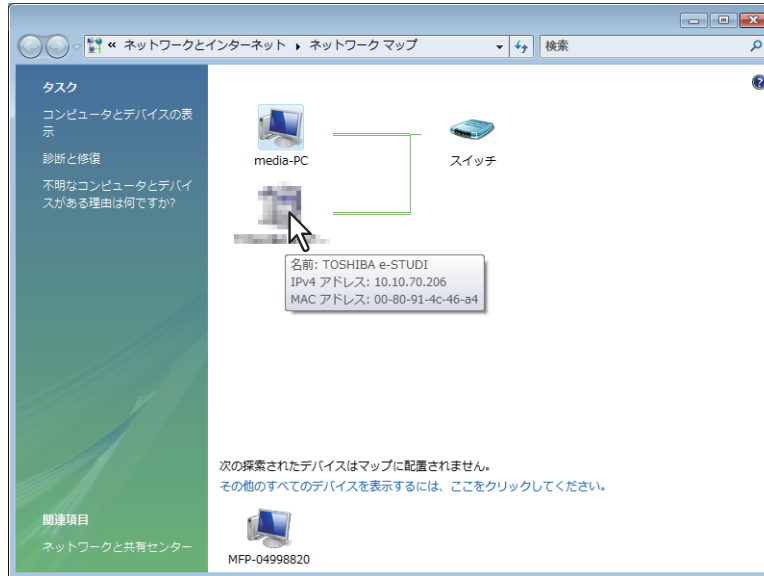 « ネットワークとインターネット ▸ ネットワーク マップ
検索
タスク
コンピュータとデバイスの表
示
診断と修復
不明なコンピュータとデバイ
スがある理由は何ですか?
media-PC
スイッチ
名前: TOSHIBA e-STUDI
IPv4 アドレス: 10.10.70.206
MAC アドレス: 00-80-91-4c-46-a4
次の探索されたデバイスはマップに配置されません。
その他のすべてのデバイスを表示するには、ここをクリックしてください。
関連項目
ネットワークと共有センター
MFP-04998820